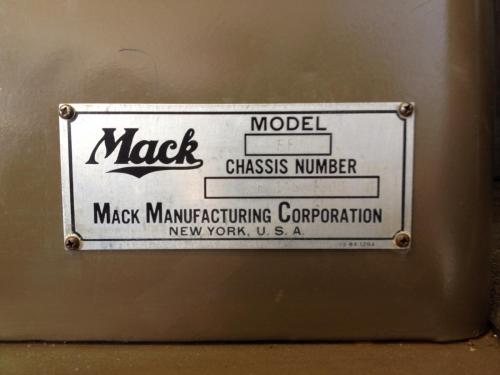 Mack
MODEL
CHASSIS NUMBER
MACK MANUFACTURING CORPORATION
NEW YORK, U. S. A.